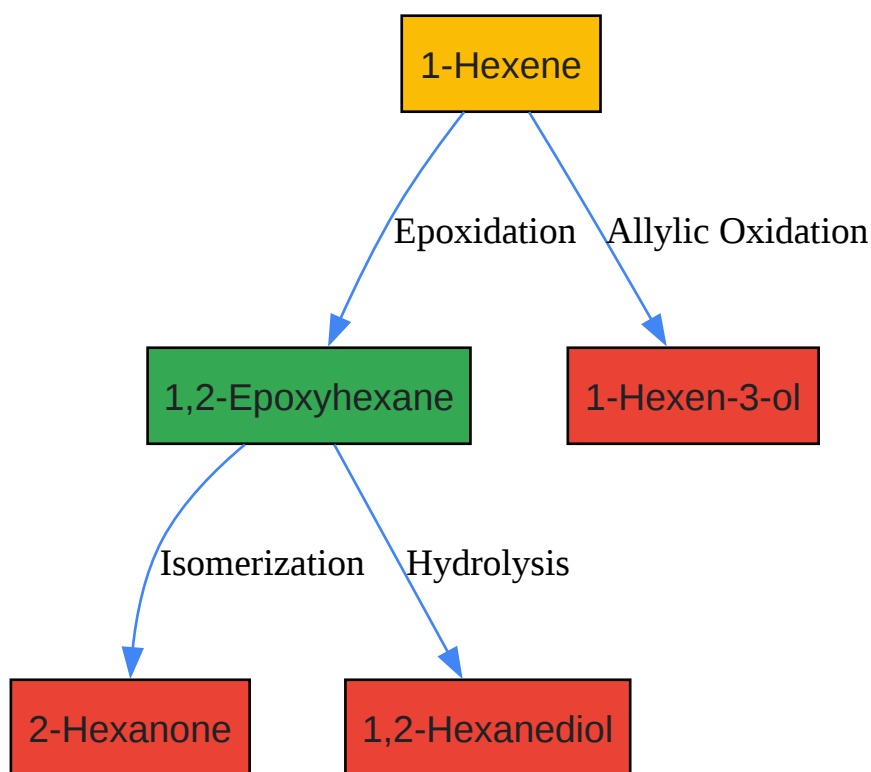 1-Hexene
Epoxidation
Allylic Oxidation
1,2-Epoxyhexane
1-Hexen-3-ol
Isomerization
Hydrolysis
2-Hexanone
1,2-Hexanediol